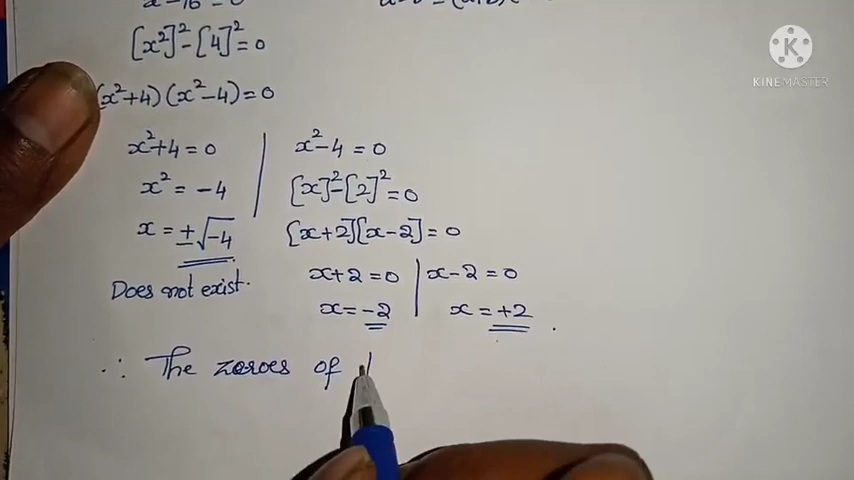 [x²]² - [4]² = 0
(x²+4)(x²-4) = 0
x²+4 = 0
x² = -4
x = ±√-4
Does not exist.
x²-4 = 0
[x]² - [2]² = 0
[x+2][x-2] = 0
x+2 = 0
x = -2
x-2 = 0
x = +2
∴ The zeroes of
K
KINEMASTER